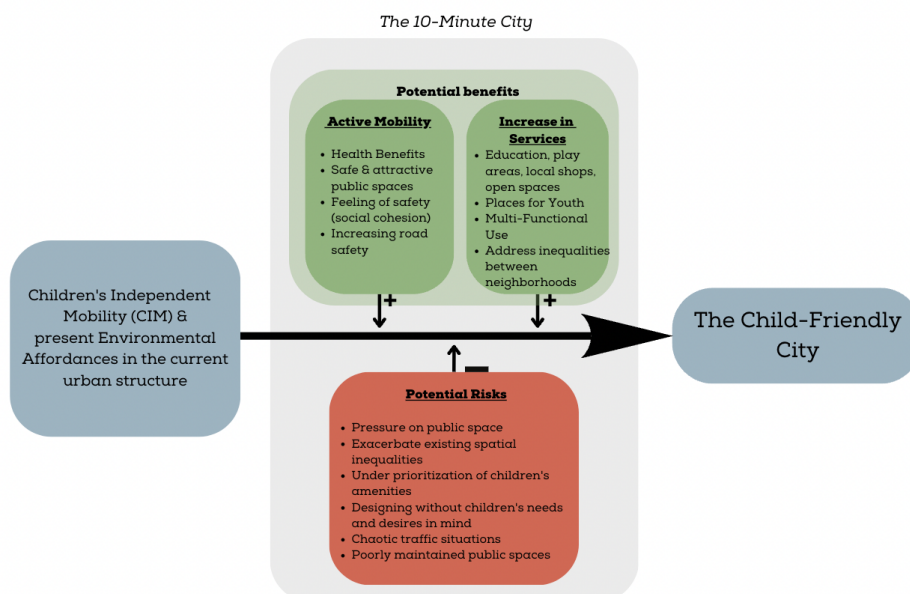 The 10-Minute City
Potential benefits
Active Mobility
• Health Benefits
• Safe & attractive
public spaces
• Feeling of safety
(social cohesion)
• Increasing road
safety
Increase in
Services
• Education, play
areas, local shops,
open spaces
• Places for Youth
• Multi-Functional
Use
• Address inequalities
between
neighborhoods
+
+
Children's Independent
Mobility (CIM) &
present Environmental
Affordances in the current
urban structure
The Child-Friendly
City
Potential Risks
• Pressure on public space
• Exacerbate existing spatial
inequalities
• Under prioritization of children's
amenities
• Designing without children's needs
and desires in mind
• Chaotic traffic situations
• Poorly maintained public spaces